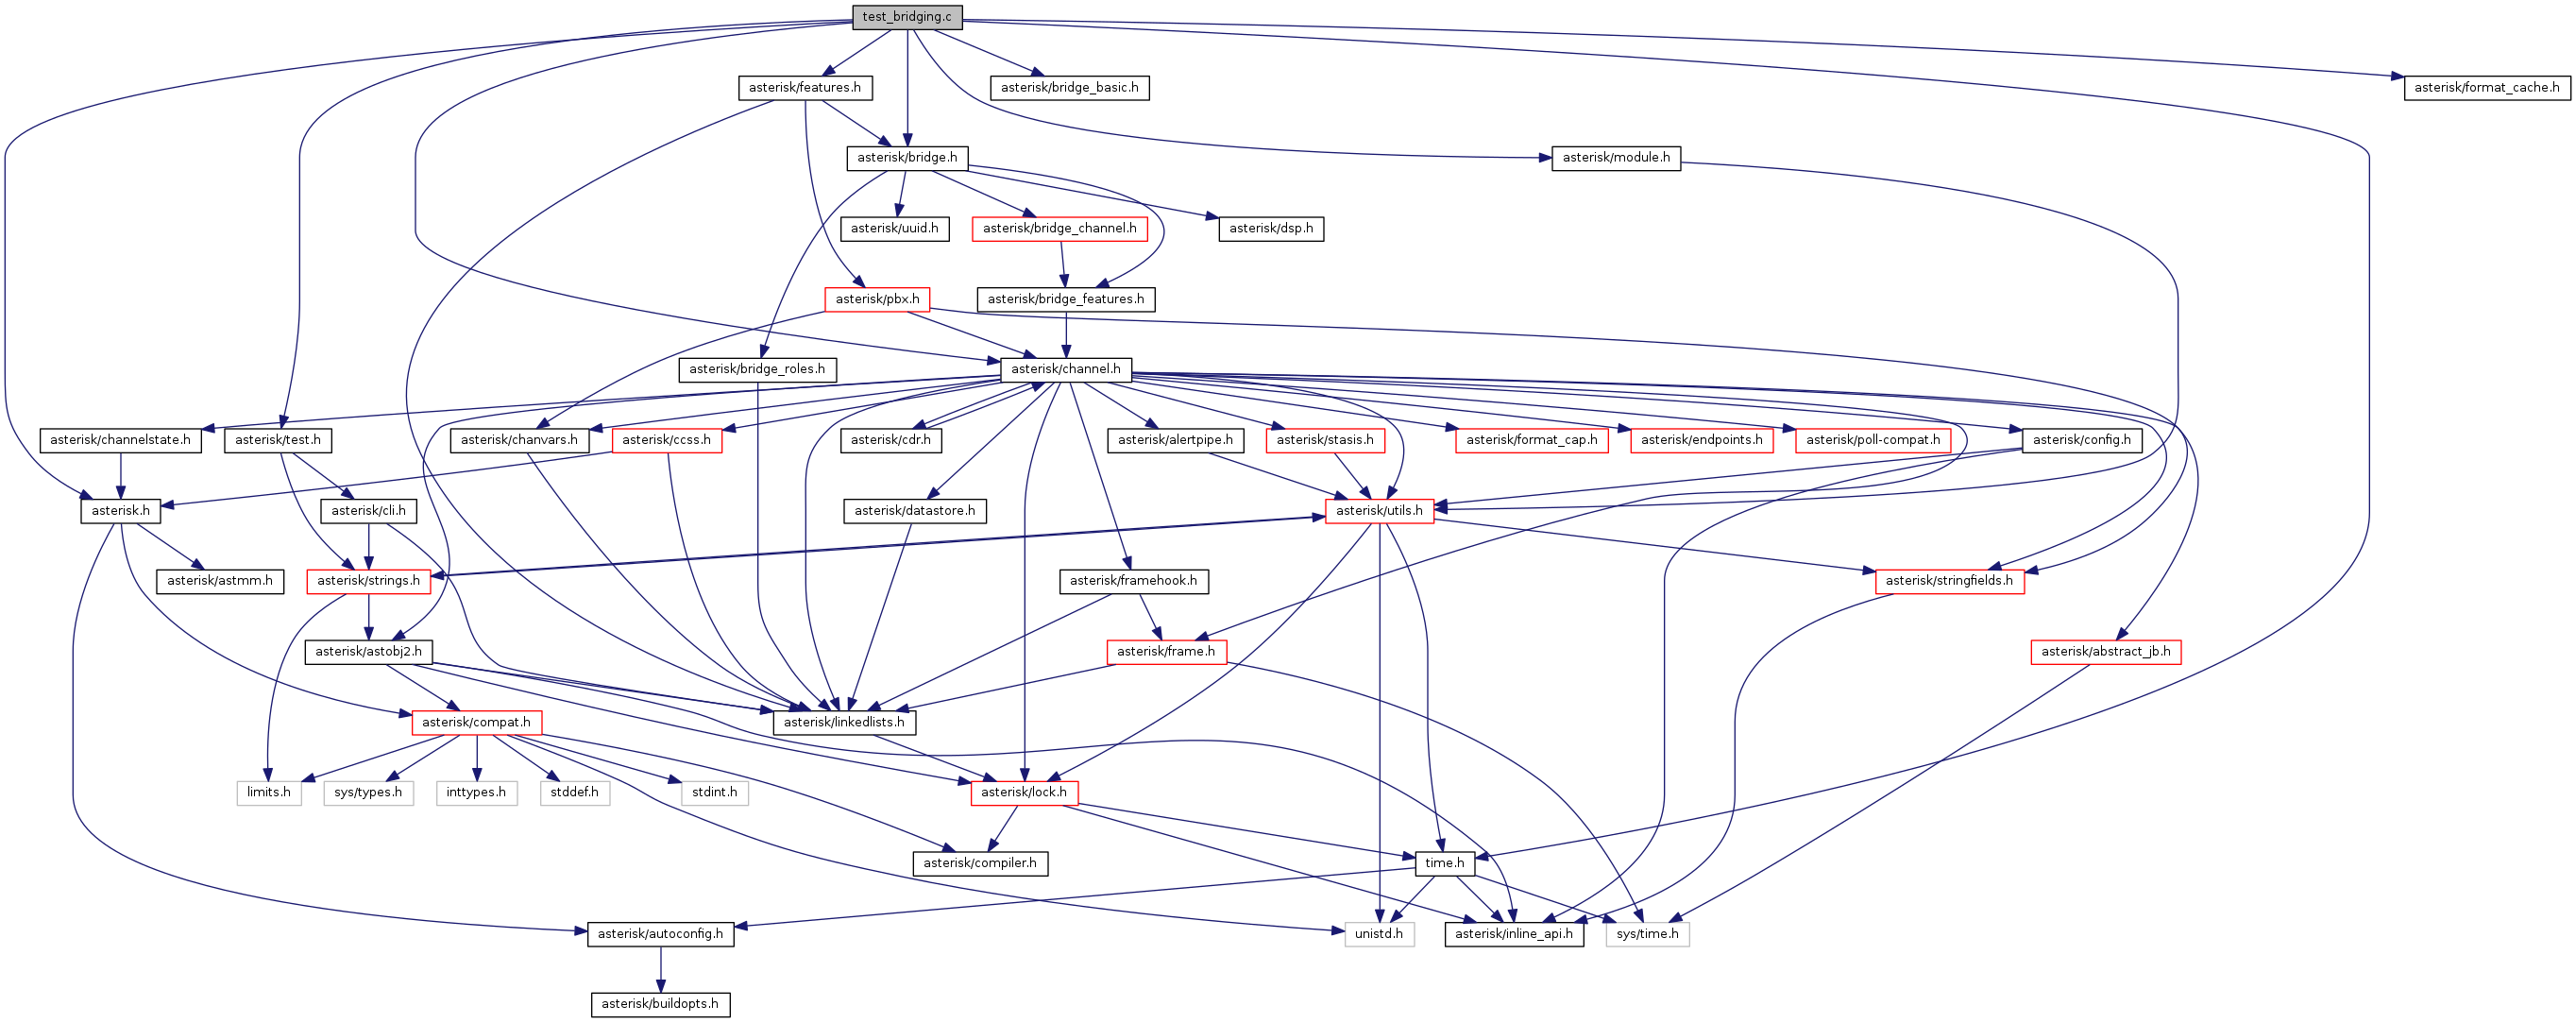 test_bridging.c
asterisk/features.h
asterisk/bridge_basic.h
asterisk/format_cache.h
asterisk/bridge.h
asterisk/module.h
asterisk/uuid.h
asterisk/bridge_channel.h
asterisk/dsp.h
asterisk/pbx.h
asterisk/bridge_features.h
asterisk/bridge_roles.h
asterisk/channel.h
asterisk/channelstate.h
asterisk/test.h
asterisk/chanvars.h
asterisk/ccss.h
asterisk/cdr.h
asterisk/alertpipe.h
asterisk/stasis.h
asterisk/format_cap.h
asterisk/endpoints.h
asterisk/poll-compat.h
asterisk/config.h
asterisk.h
asterisk/cli.h
asterisk/datastore.h
asterisk/utils.h
asterisk/astmm.h
asterisk/strings.h
asterisk/framehook.h
asterisk/stringfields.h
asterisk/astobj2.h
asterisk/frame.h
asterisk/abstract_jb.h
asterisk/compat.h
asterisk/linkedlists.h
limits.h
sys/types.h
inttypes.h
stddef.h
stdint.h
asterisk/lock.h
asterisk/compiler.h
time.h
asterisk/autoconfig.h
unistd.h
asterisk/inline_api.h
sys/time.h
asterisk/buildopts.h